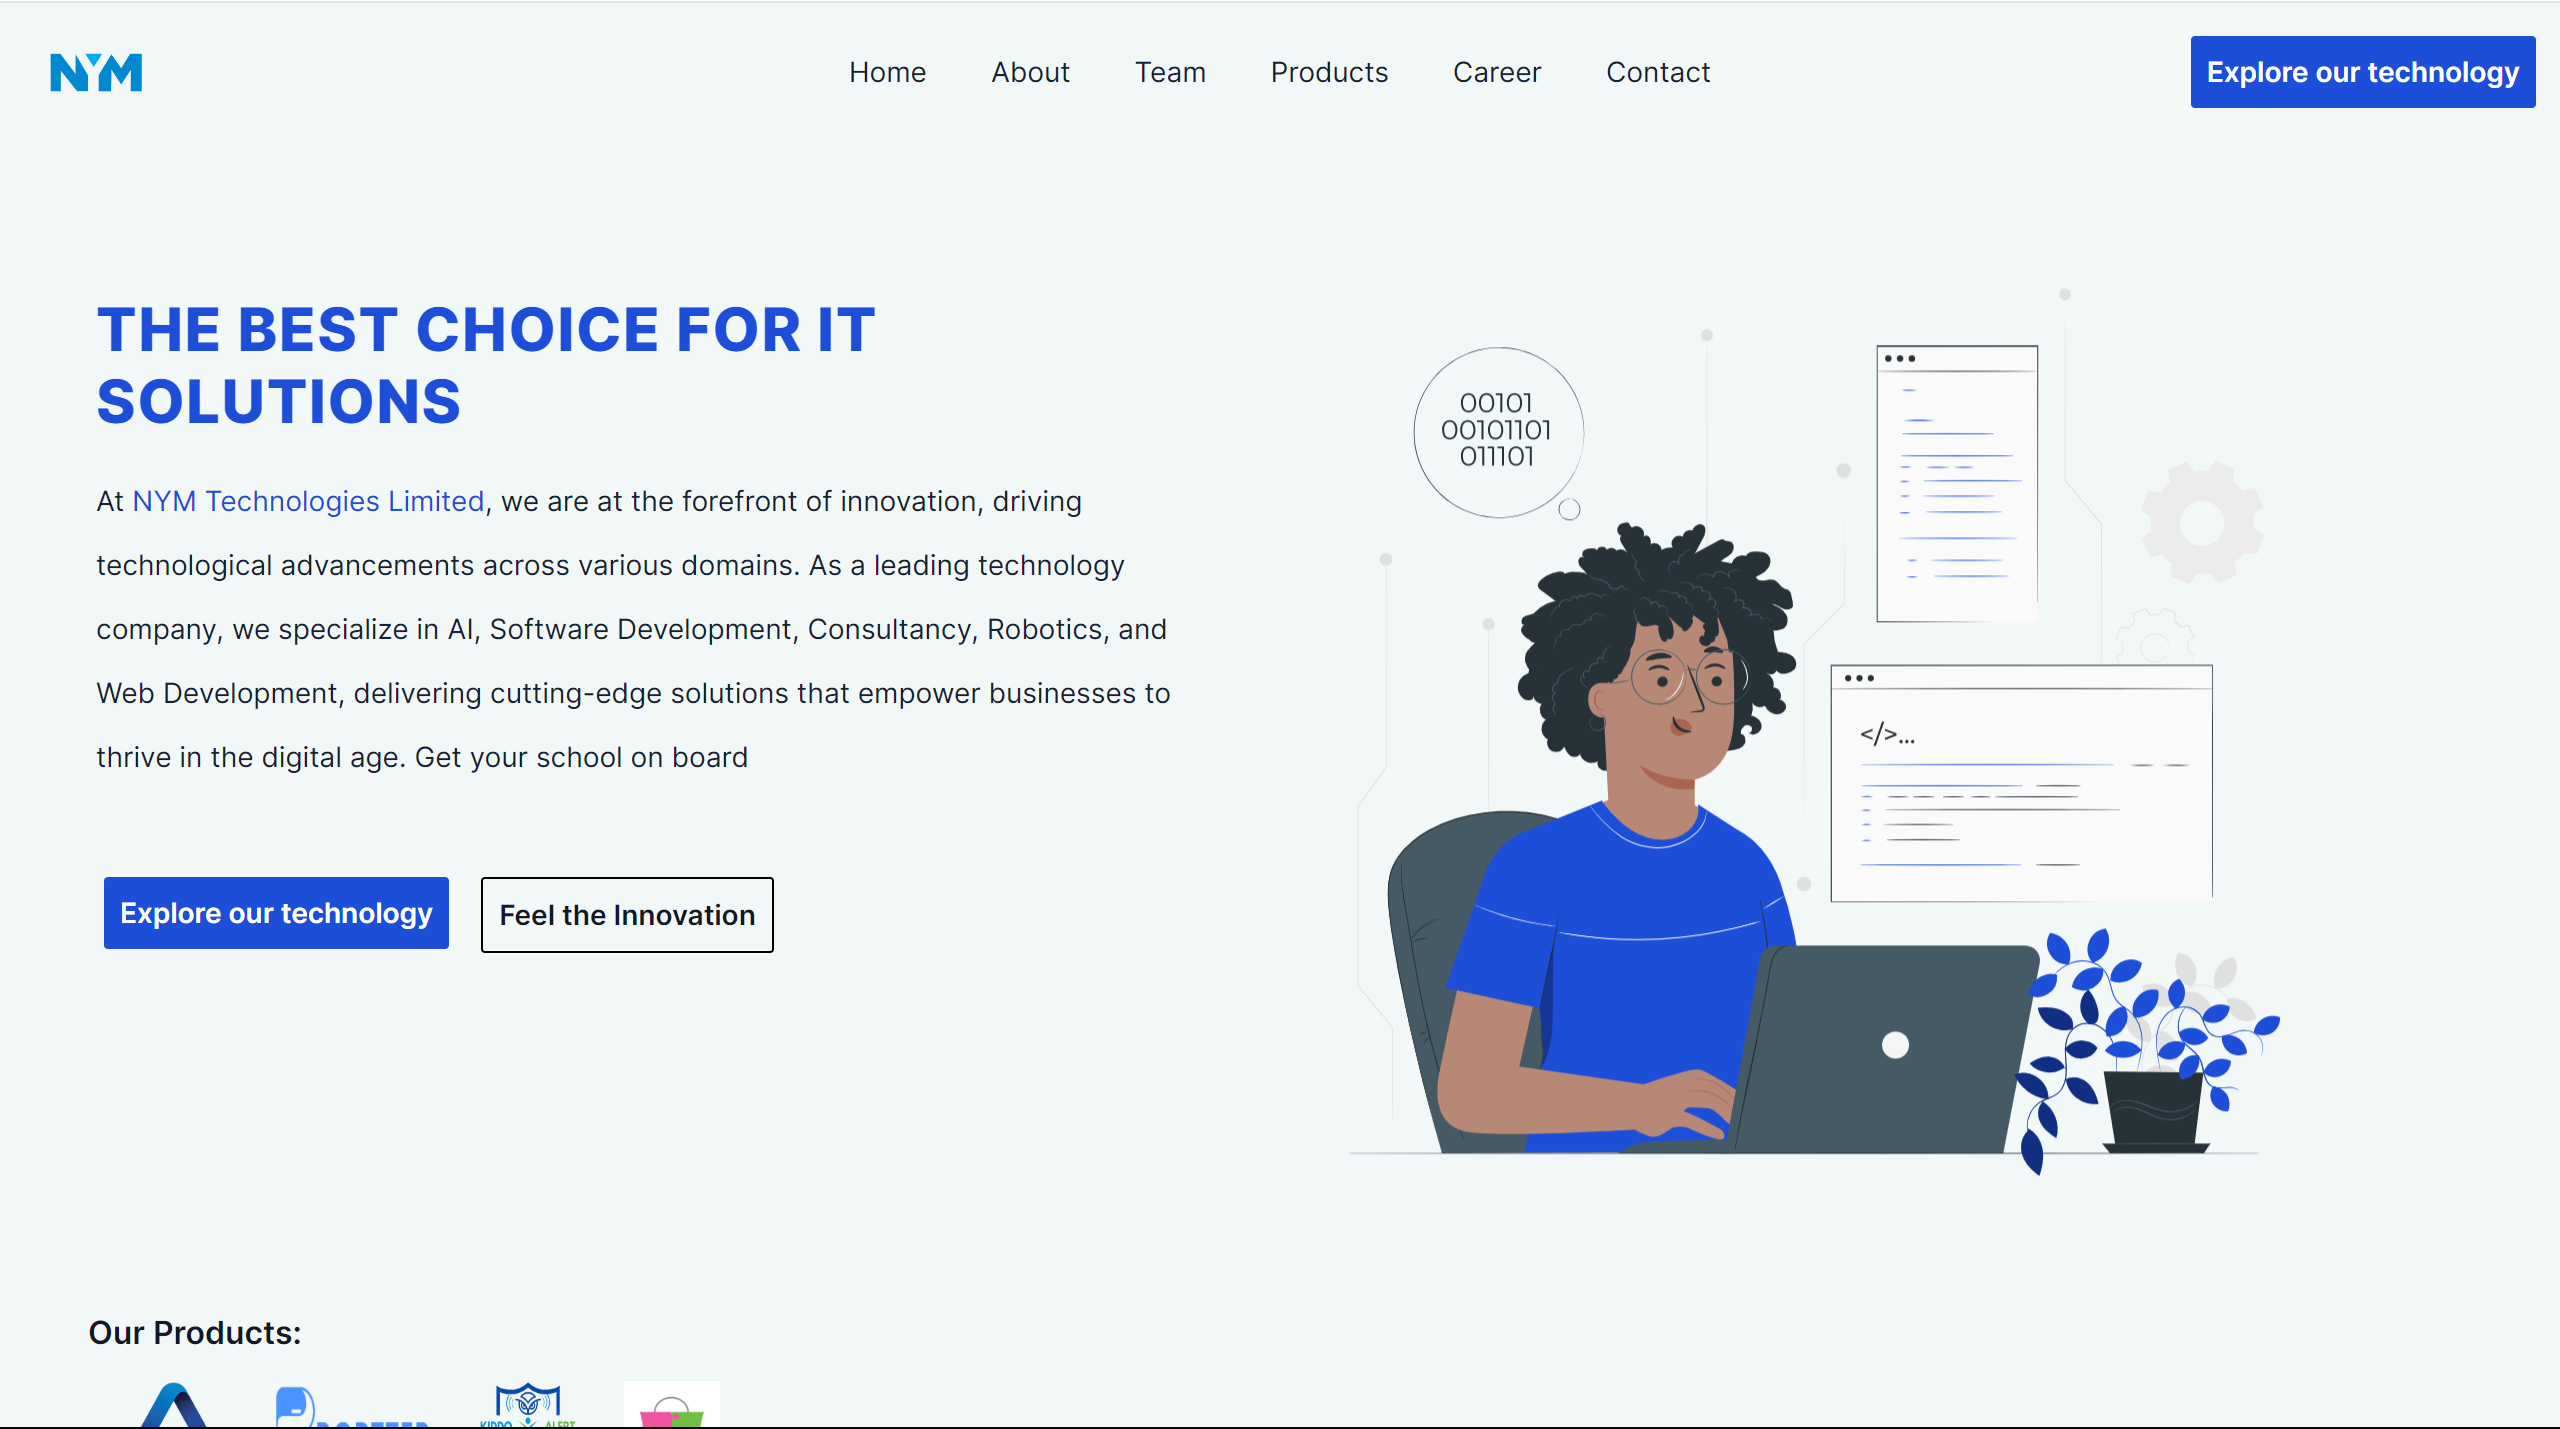 NYM
Home About Team Products Career Contact
Explore our technology
THE BEST CHOICE FOR IT
SOLUTIONS
At NYM Technologies Limited, we are at the forefront of innovation, driving
technological advancements across various domains. As a leading technology
company, we specialize in AI, Software Development, Consultancy, Robotics, and
Web Development, delivering cutting-edge solutions that empower businesses to
thrive in the digital age. Get your school on board
Explore our technology
Feel the Innovation
00101
00101101
011101
</>...
Our Products: